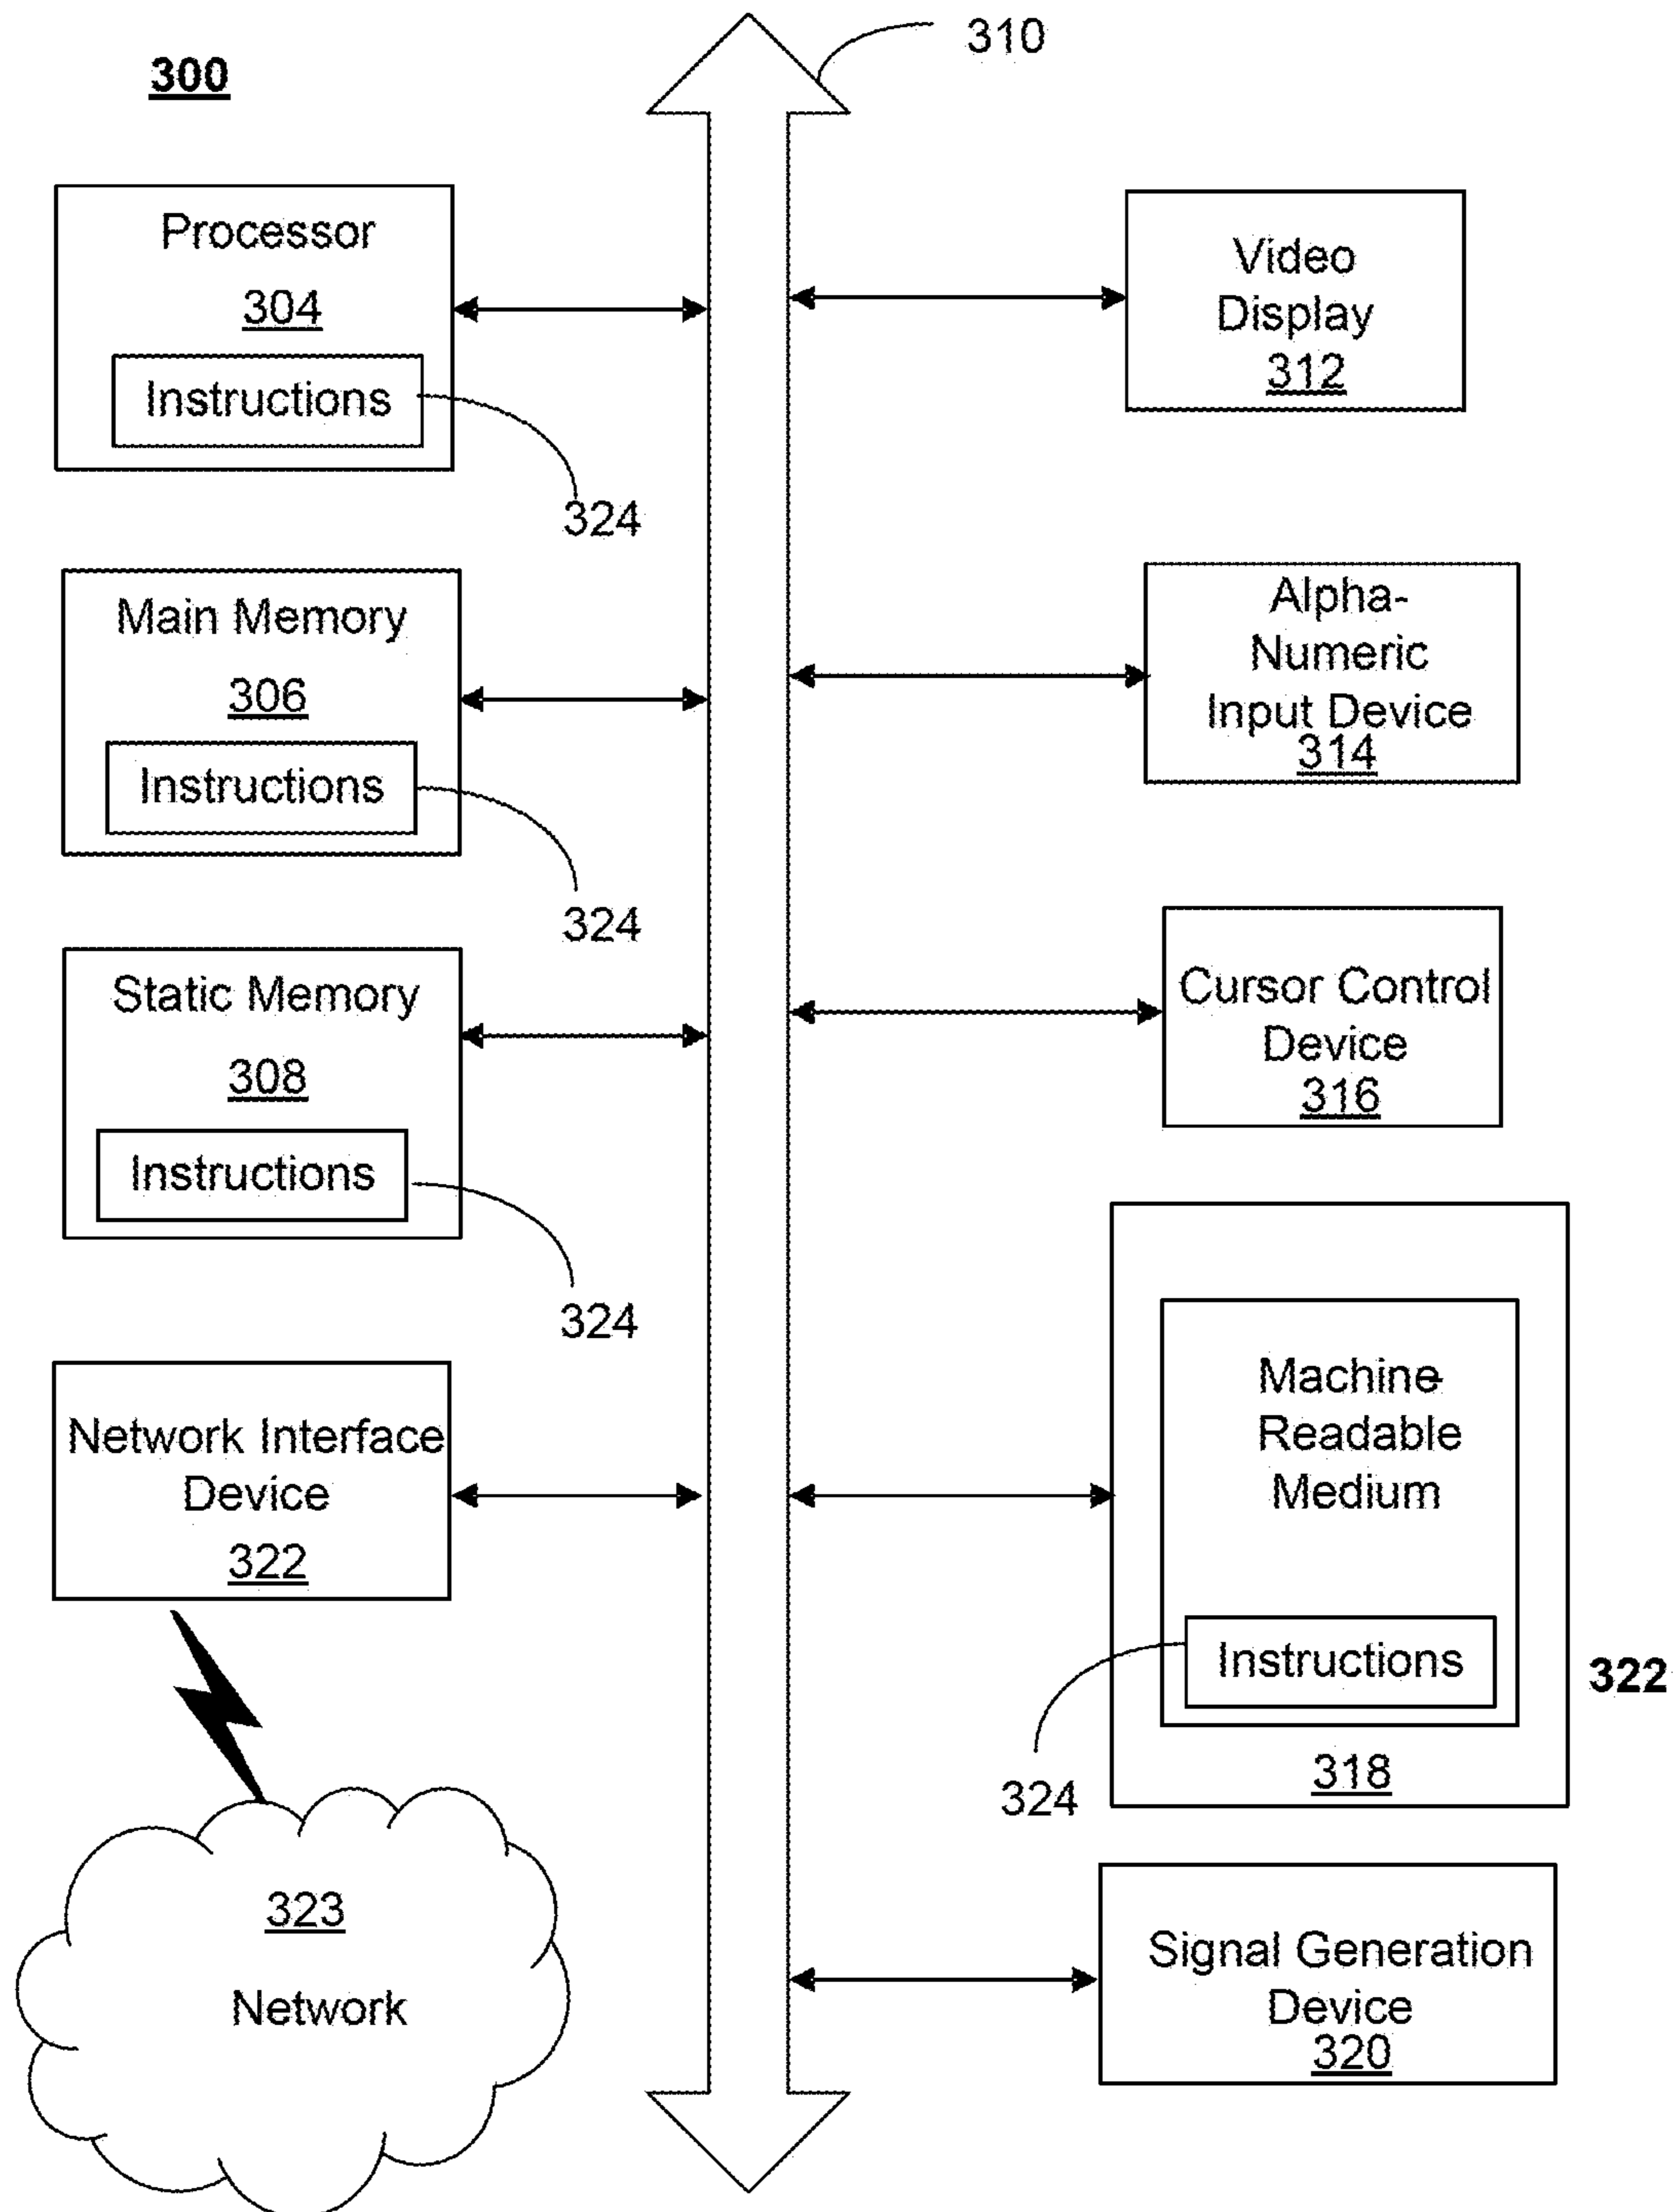 300
310
Processor
304
Instructions
324
Main Memory
306
Instructions
324
Static Memory
308
Instructions
324
Network Interface
Device
322
323
Network
Video
Display
312
Alpha-
Numeric
Input Device
314
Cursor Control
Device
316
Machine-
Readable
Medium
Instructions
322
324
318
Signal Generation
Device
320